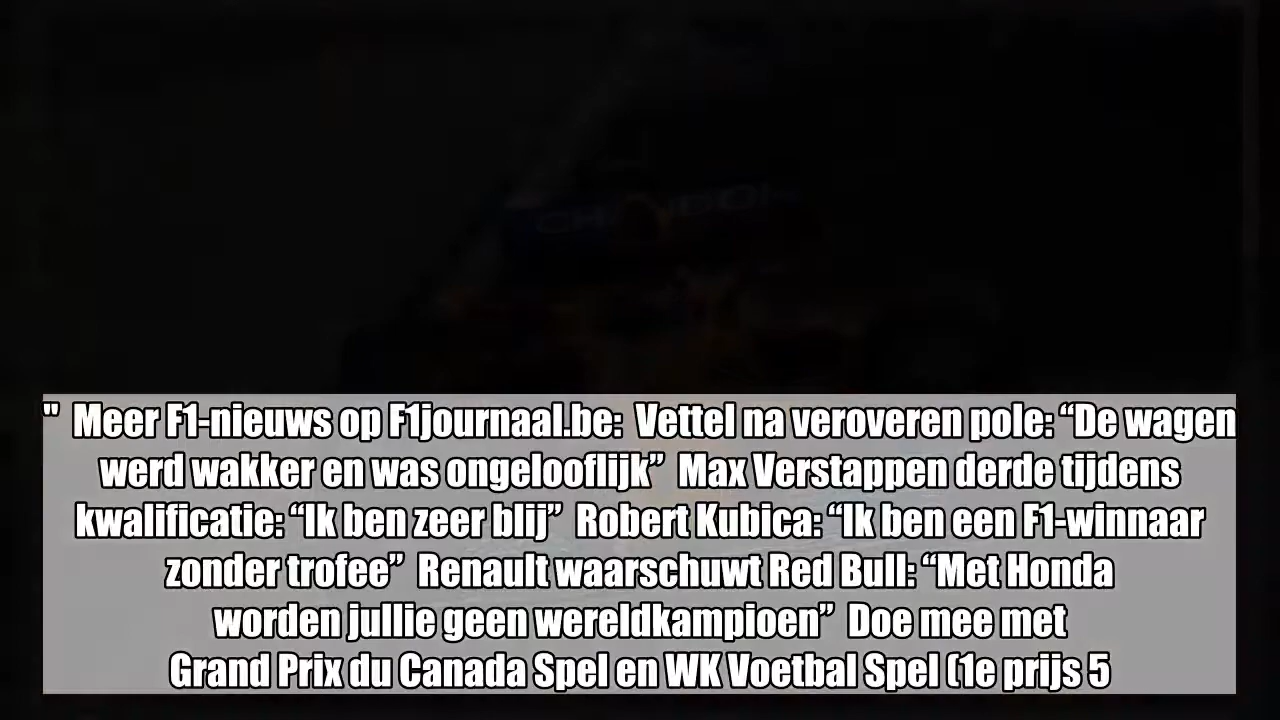 " Meer F1-nieuws op F1journaal.be: Vettel na veroveren pole: “De wagen
werd wakker en was ongelooflijk” Max Verstappen derde tijdens
kwalificatie: “Ik ben zeer blij” Robert Kubica: “Ik ben een F1-winnaar
zonder trofee” Renault waarschuwt Red Bull: “Met Honda
worden jullie geen wereldkampioen” Doe mee met
Grand Prix du Canada Spel en WK Voetbal Spel (1e prijs 5